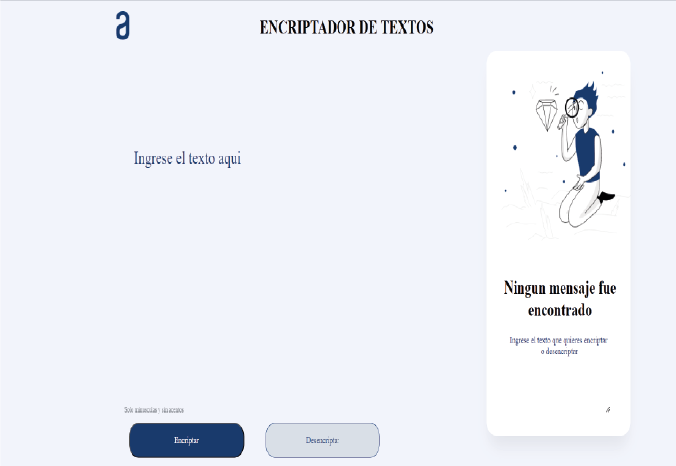 a
ENCRIPTADOR DE TEXTOS
Ingrese el texto aqui
Ningun mensaje fue
encontrado
Ingrese el texto que quieres encriptar
o desencriptar
Solo minusculas y sin acentos
Encriptar
Desencriptar